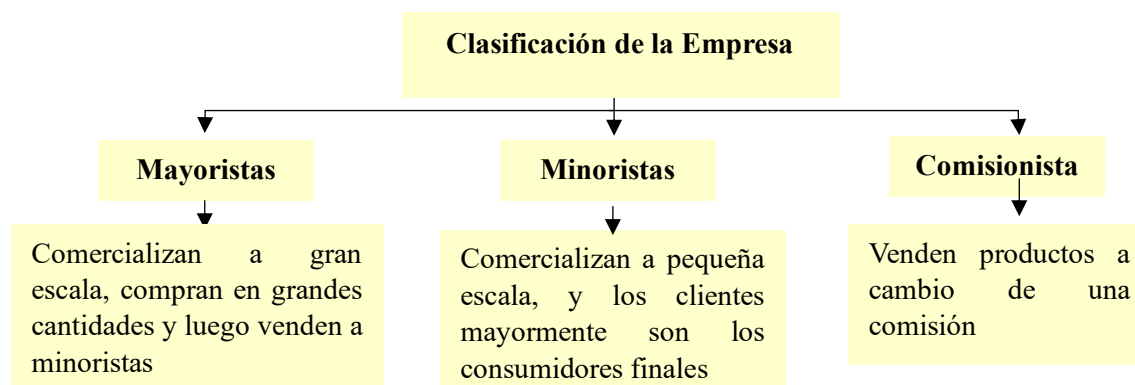 Clasificación de la Empresa
Mayoristas
Minoristas
Comisionista
Comercializan a gran
escala, compran en grandes
cantidades y luego venden a
minoristas
Comercializan a pequeña
escala, y los clientes
mayormente son los
consumidores finales
Venden productos a
cambio de una
comisión